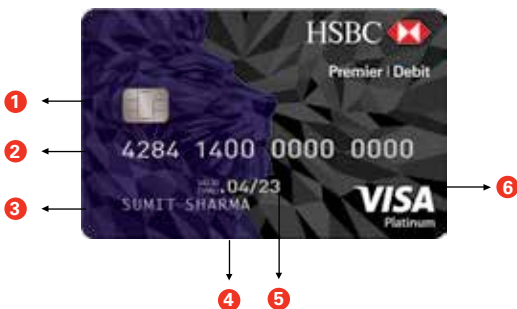 HSBC
Premier | Debit
1
2
4284 1400 0000 0000
04/23
3
SUMIT SHARMA
VISA
Platinum
6
4
5